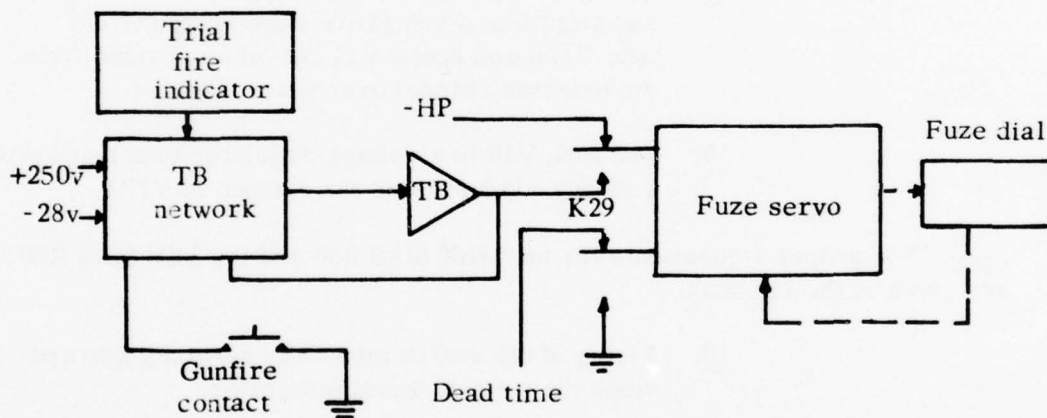 Trial
fire
indicator
-HP
Fuze dial
+250v
TB
TB
K29
-28v
network
Fuze servo
Gunfire
contact
Dead time